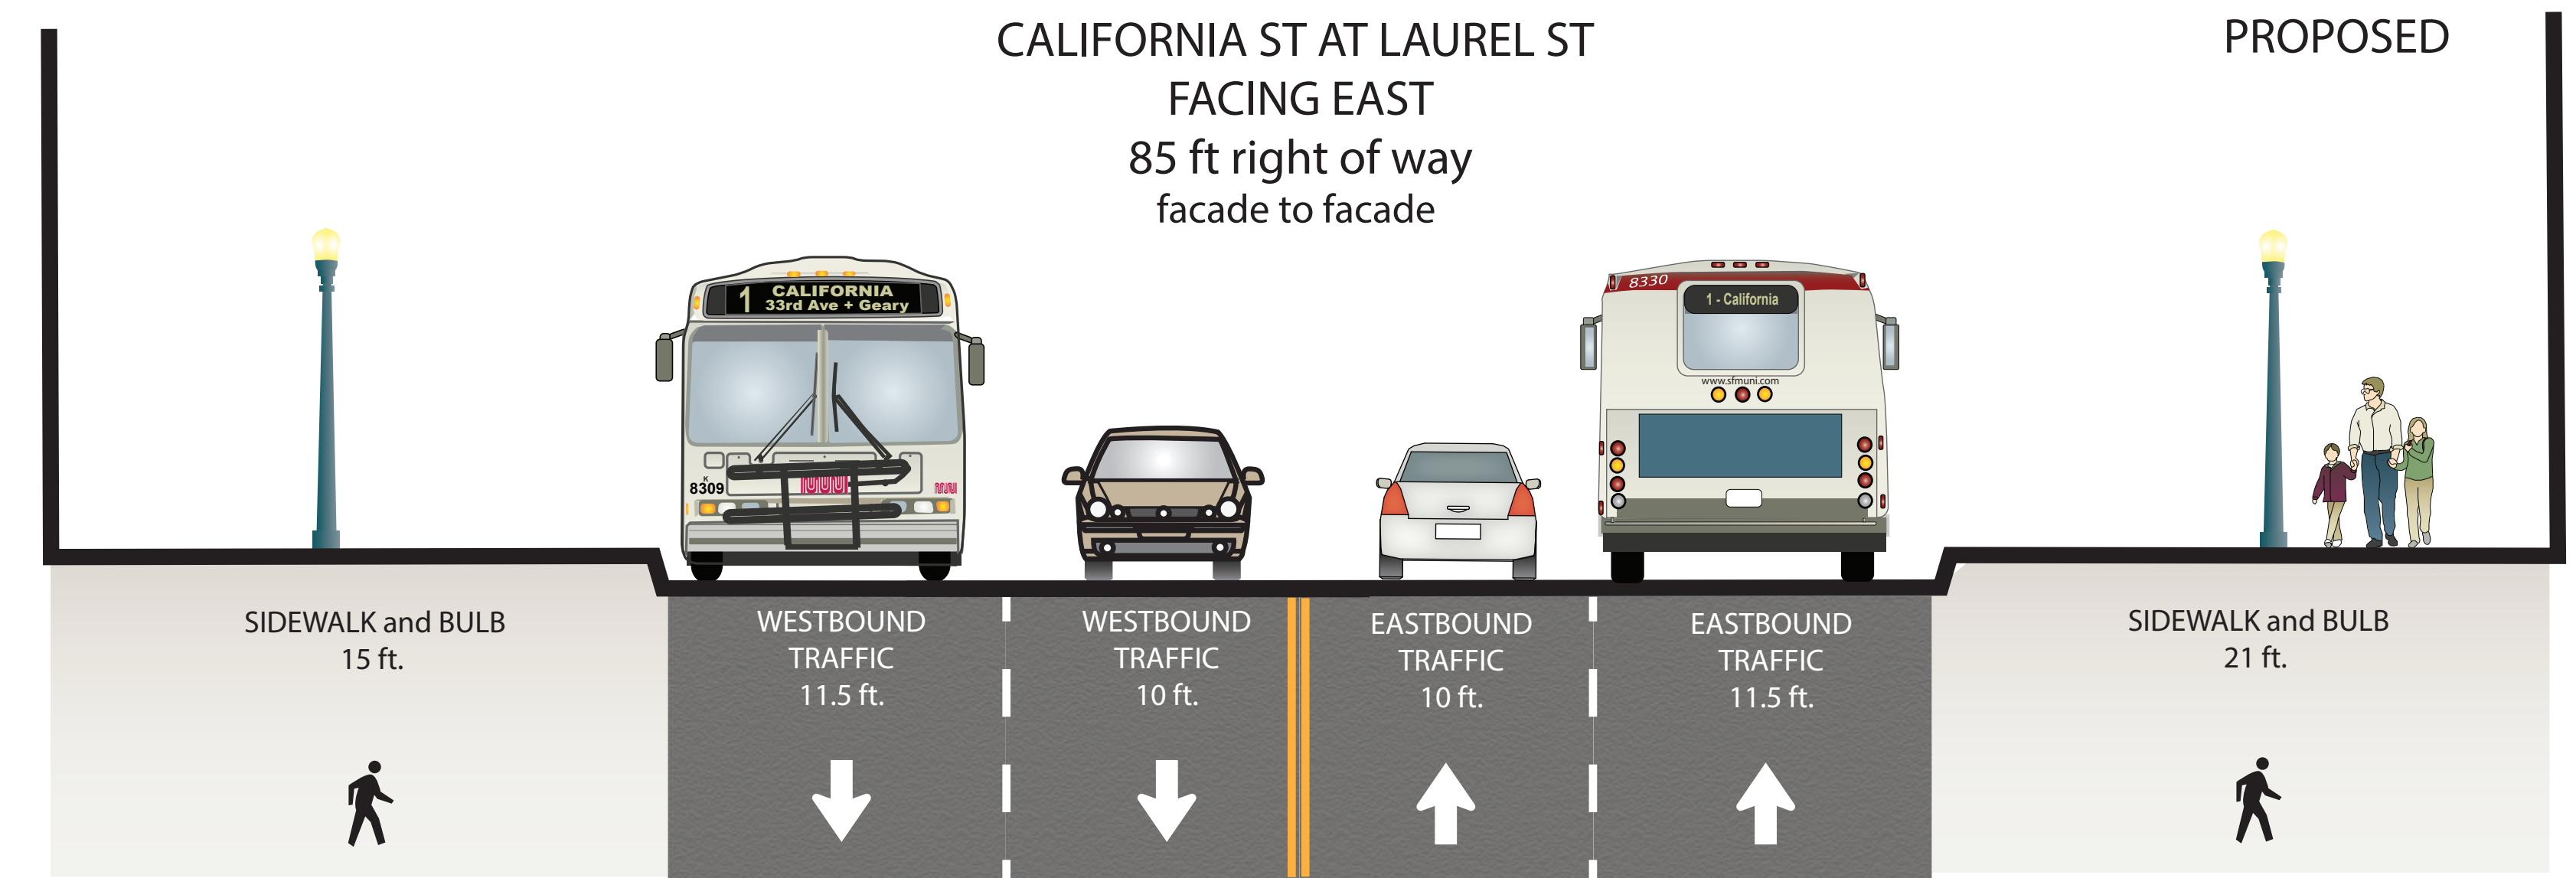 CALIFORNIA ST AT LAUREL ST
PROPOSED
FACING EAST
85 ft right of way
facade to facade
1 CALIFORNIA
33rd Ave + Geary
8330
1 - California
www.sfmuni.com
K
8309
SIDEWALK and BULB
15 ft.
WESTBOUND
TRAFFIC
11.5 ft.
WESTBOUND
TRAFFIC
10 ft.
EASTBOUND
TRAFFIC
10 ft.
EASTBOUND
TRAFFIC
11.5 ft.
SIDEWALK and BULB
21 ft.